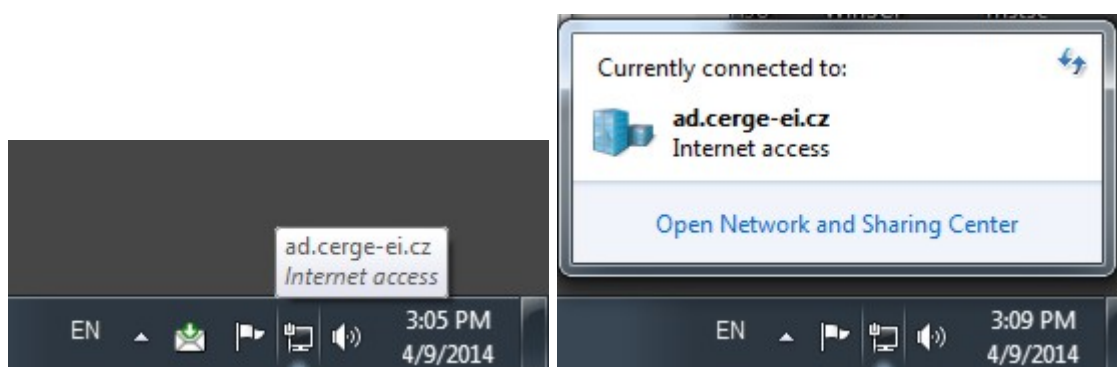 ad.cerge-ei.cz
Internet access
EN
3:05 PM
4/9/2014
Currently connected to:
ad.cerge-ei.cz
Internet access
Open Network and Sharing Center
EN
3:09 PM
4/9/2014